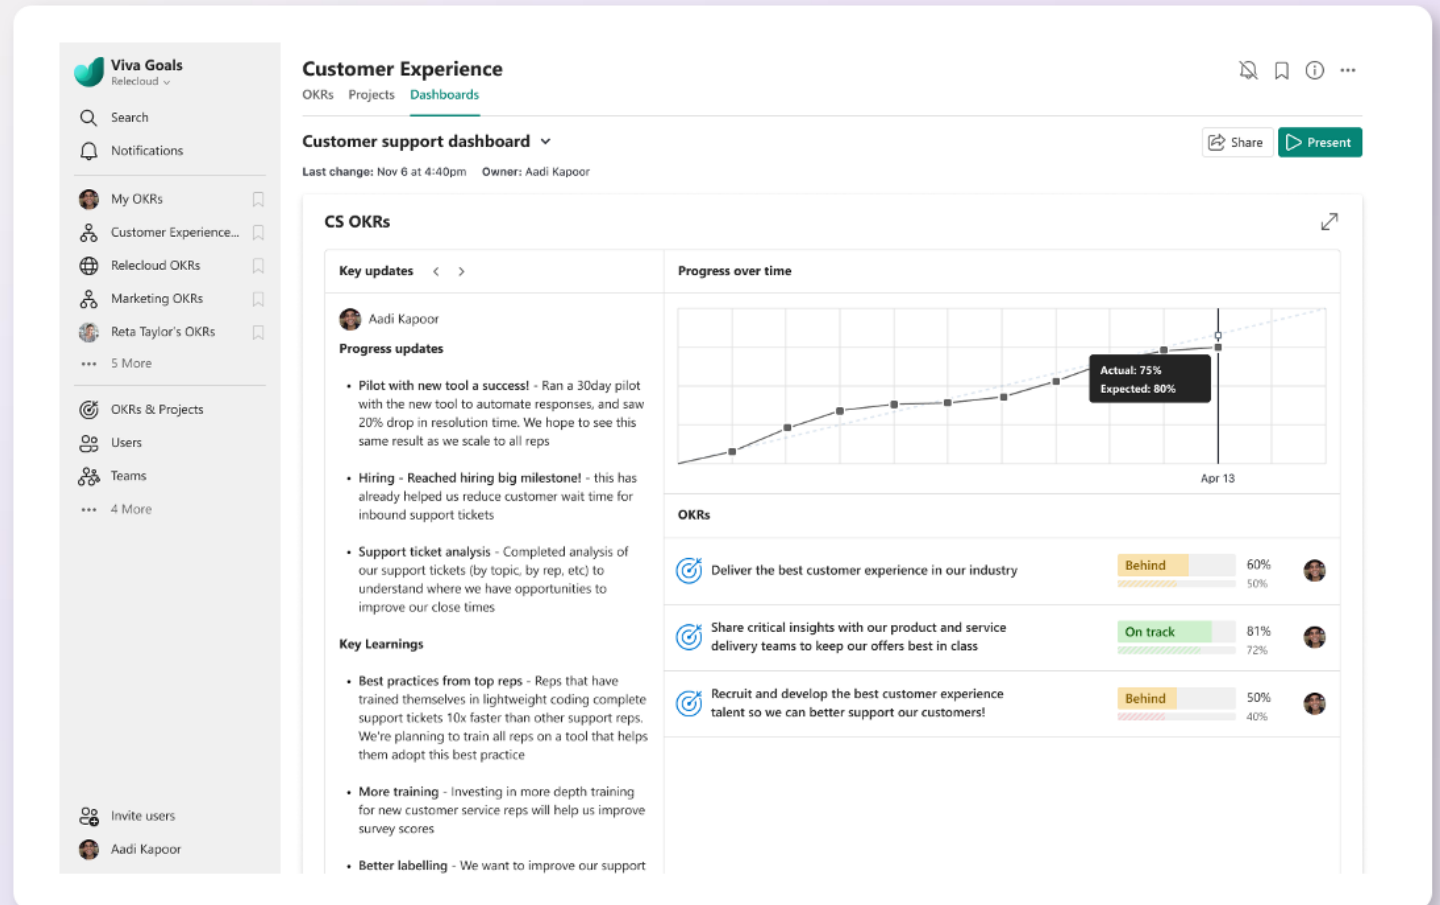 Viva Goals
Relecloud
Search
Notifications
My OKRs
Customer Experience...
Relecloud OKRs
Marketing OKRs
Reta Taylor's OKRs
5 More
OKRs & Projects
Users
Teams
4 More
Invite users
Aadi Kapoor
Customer Experience
OKRs Projects Dashboards
Customer support dashboard
Share
Present
Last change: Nov 6 at 4:40pm Owner: Aadi Kapoor
CS OKRs
Key updates
Aadi Kapoor
Progress updates
• Pilot with new tool a success! - Ran a 30day pilot
with the new tool to automate responses, and saw
20% drop in resolution time. We hope to see this
same result as we scale to all reps
• Hiring - Reached hiring big milestone! - this has
already helped us reduce customer wait time for
inbound support tickets
• Support ticket analysis - Completed analysis of
our support tickets (by topic, by rep, etc) to
understand where we have opportunities to
improve our close times
Key Learnings
• Best practices from top reps - Reps that have
trained themselves in lightweight coding complete
support tickets 10x faster than other support reps.
We're planning to train all reps on a tool that helps
them adopt this best practice
• More training - Investing in more depth training
for new customer service reps will help us improve
survey scores
• Better labelling - We want to improve our support
Progress over time
Actual: 75%
Expected: 80%
Apr 13
OKRs
Deliver the best customer experience in our industry
Behind
60%
50%
Share critical insights with our product and service
delivery teams to keep our offers best in class
On track
81%
72%
Recruit and develop the best customer experience
talent so we can better support our customers!
Behind
50%
40%